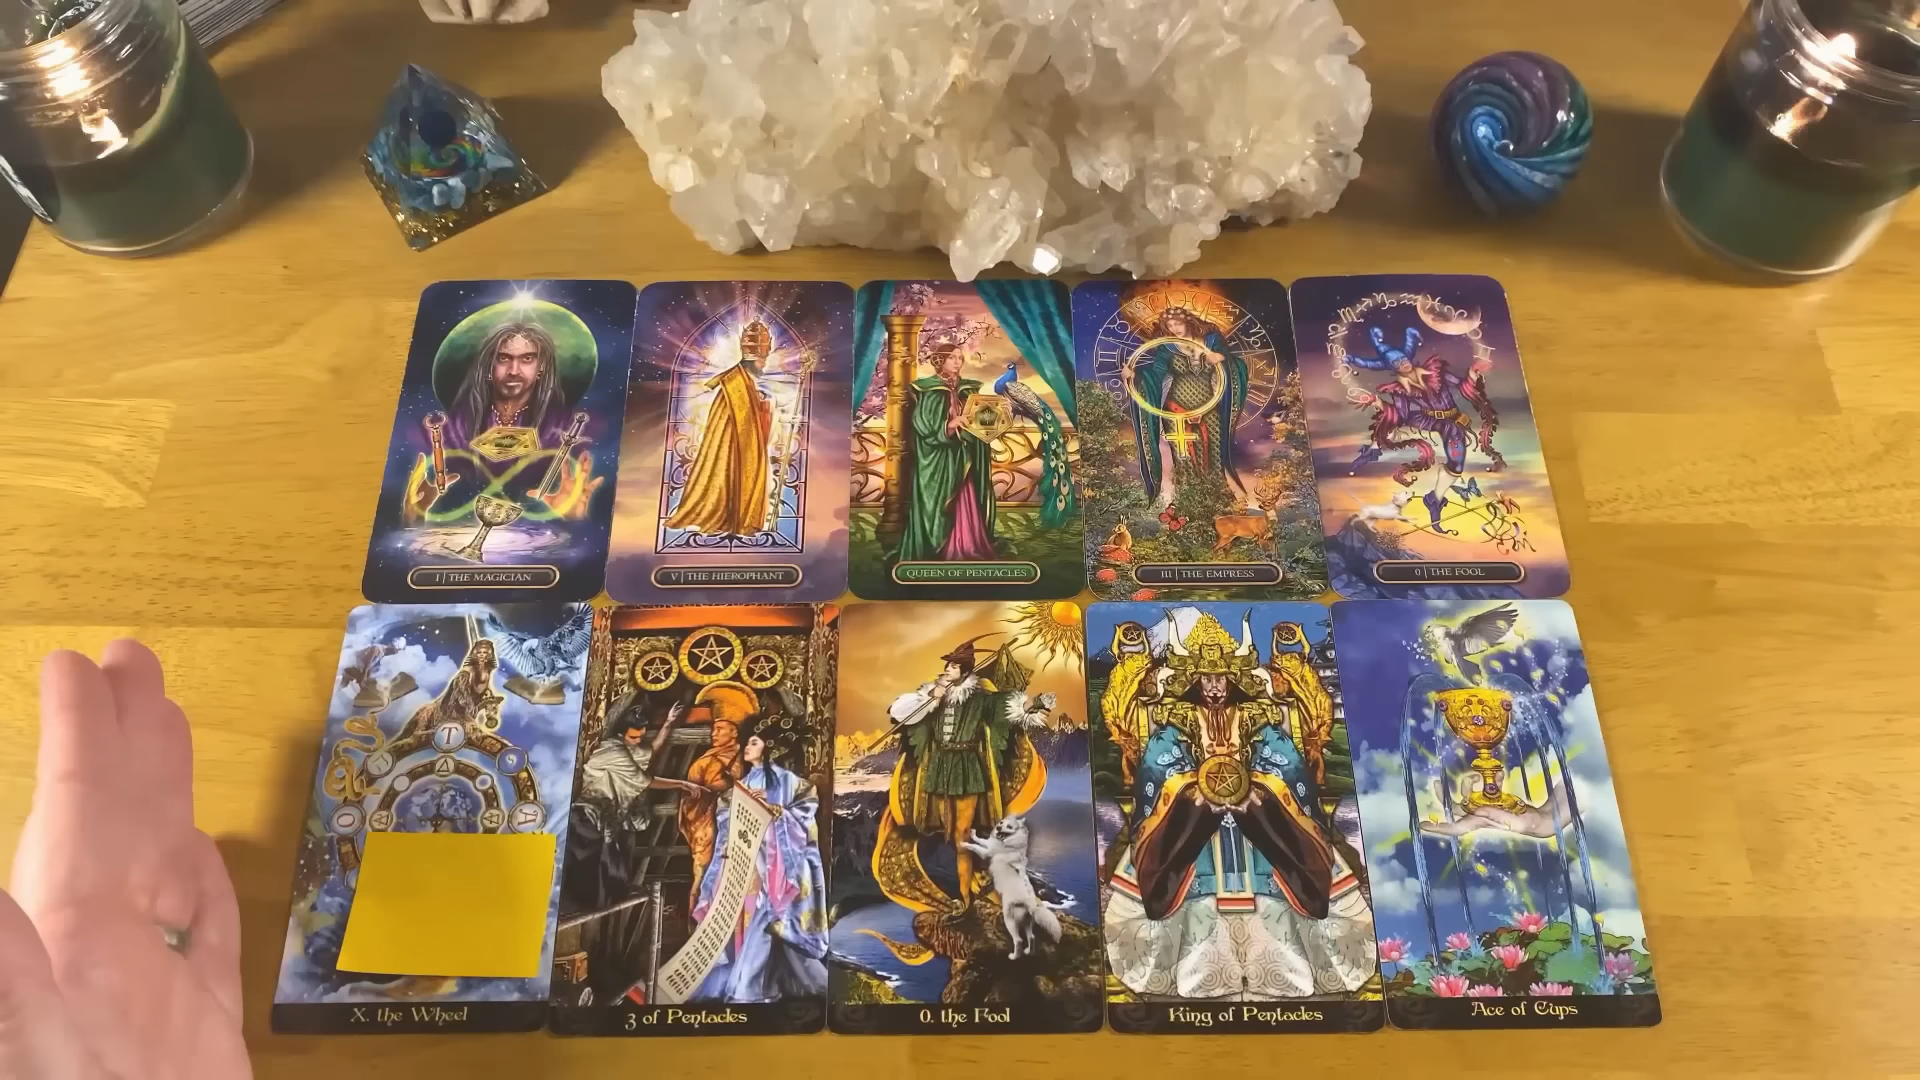 I | THE MAGICIAN
V | THE HIEROPHANT
QUEEN OF PENTACLES
III | THE EMPRESS
0 | THE FOOL
X. the Wheel
3 of Pentacles
0. the Fool
King of Pentacles
Ace of Cups